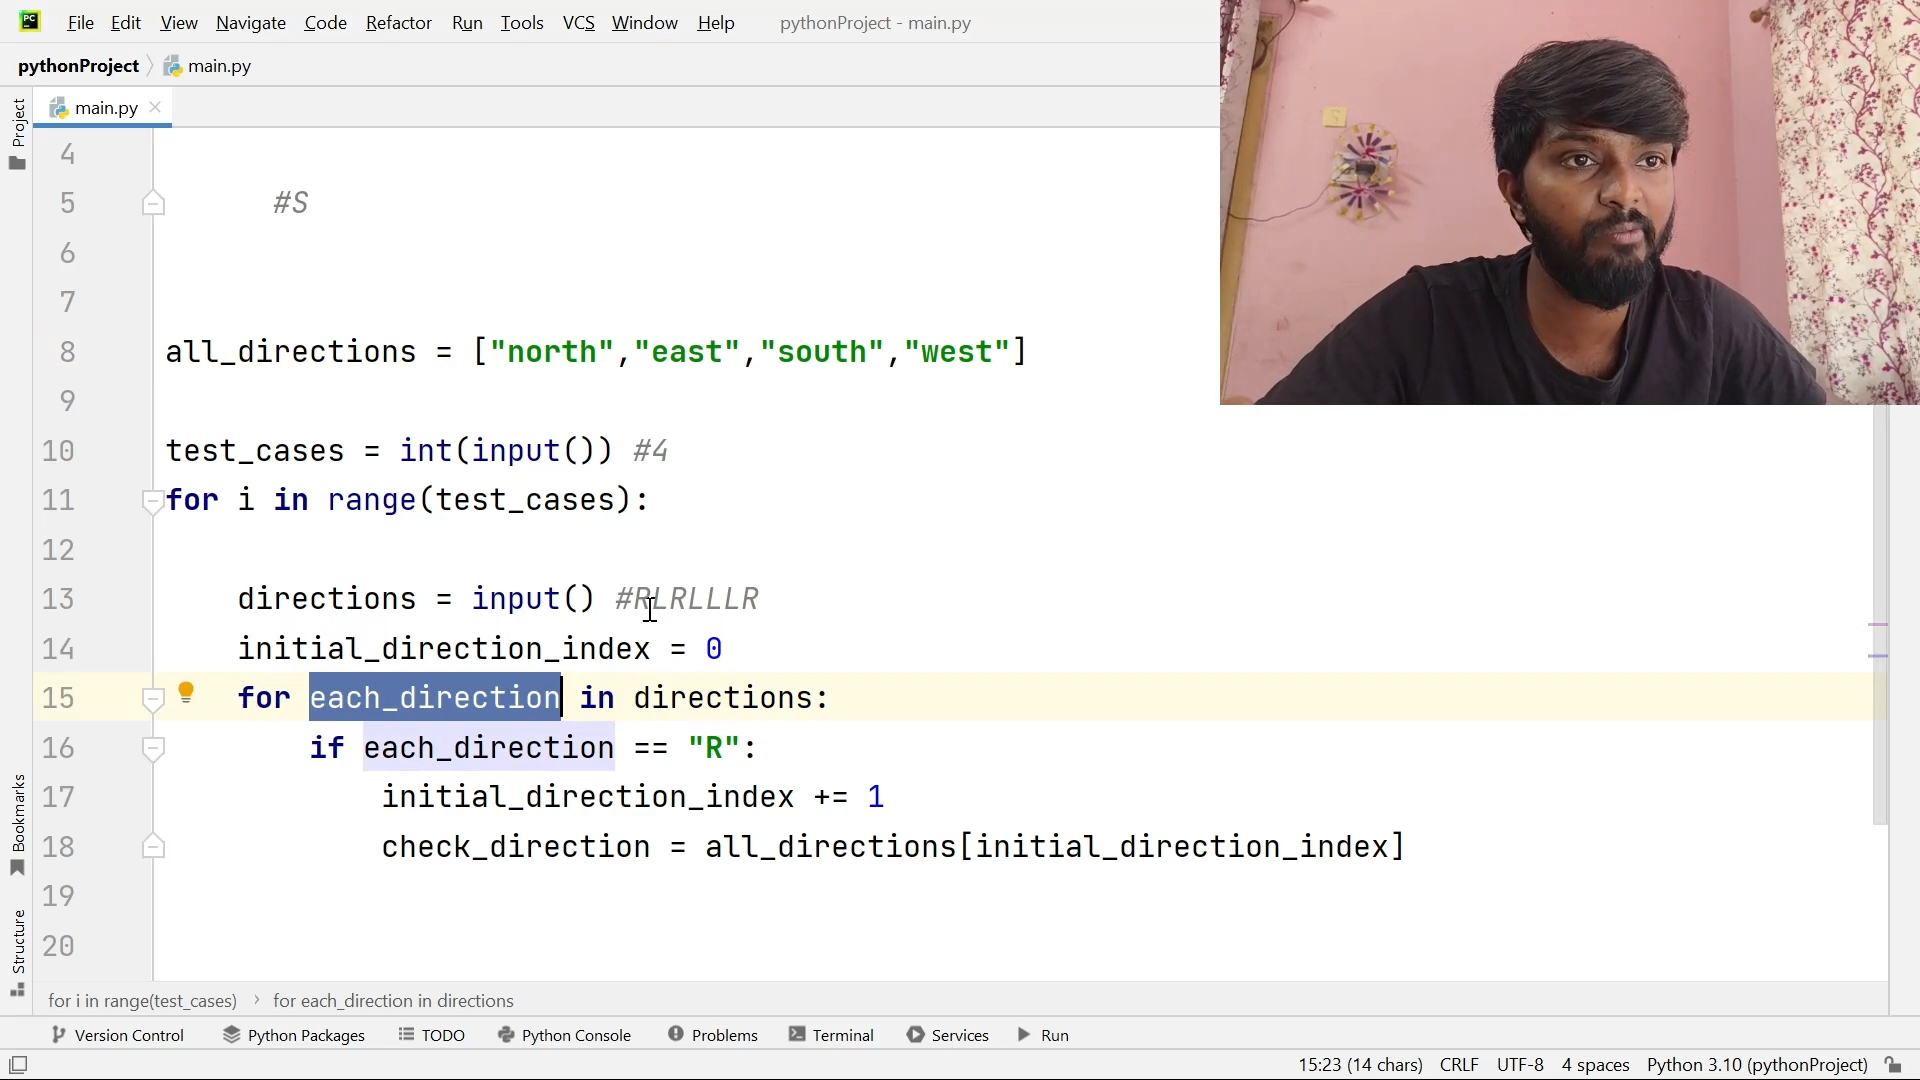 File Edit View Navigate Code Refactor Run Tools VCS Window Help pythonProject - main.py
pythonProject main.py
Project
main.py
4
5 #S
6
7
8 all_directions = ["north","east","south","west"]
9
10 test_cases = int(input()) #4
11 for i in range(test_cases):
12
13 directions = input() #RLRLLLR
14 initial_direction_index = 0
15 for each_direction in directions:
16 if each_direction == "R":
17 initial_direction_index += 1
18 check_direction = all_directions[initial_direction_index]
19
20
Bookmarks
Structure
for i in range(test_cases) > for each_direction in directions
Version Control Python Packages TODO Python Console Problems Terminal Services Run
15:23 (14 chars) CRLF UTF-8 4 spaces Python 3.10 (pythonProject)